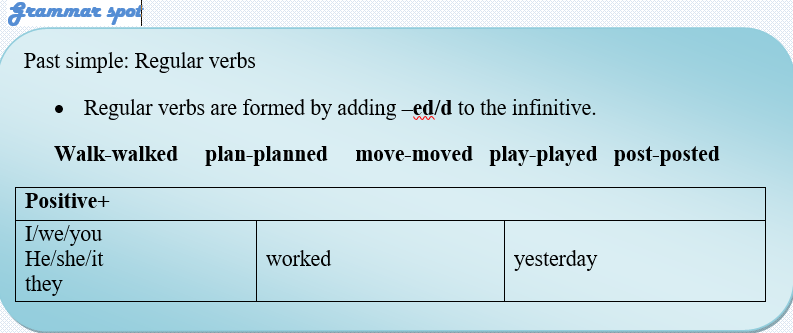 Grammar spot
Past simple: Regular verbs
• Regular verbs are formed by adding –ed/d to the infinitive.
Walk-walked plan-planned move-moved play-played post-posted
Positive+
I/we/you
He/she/it worked yesterday
they